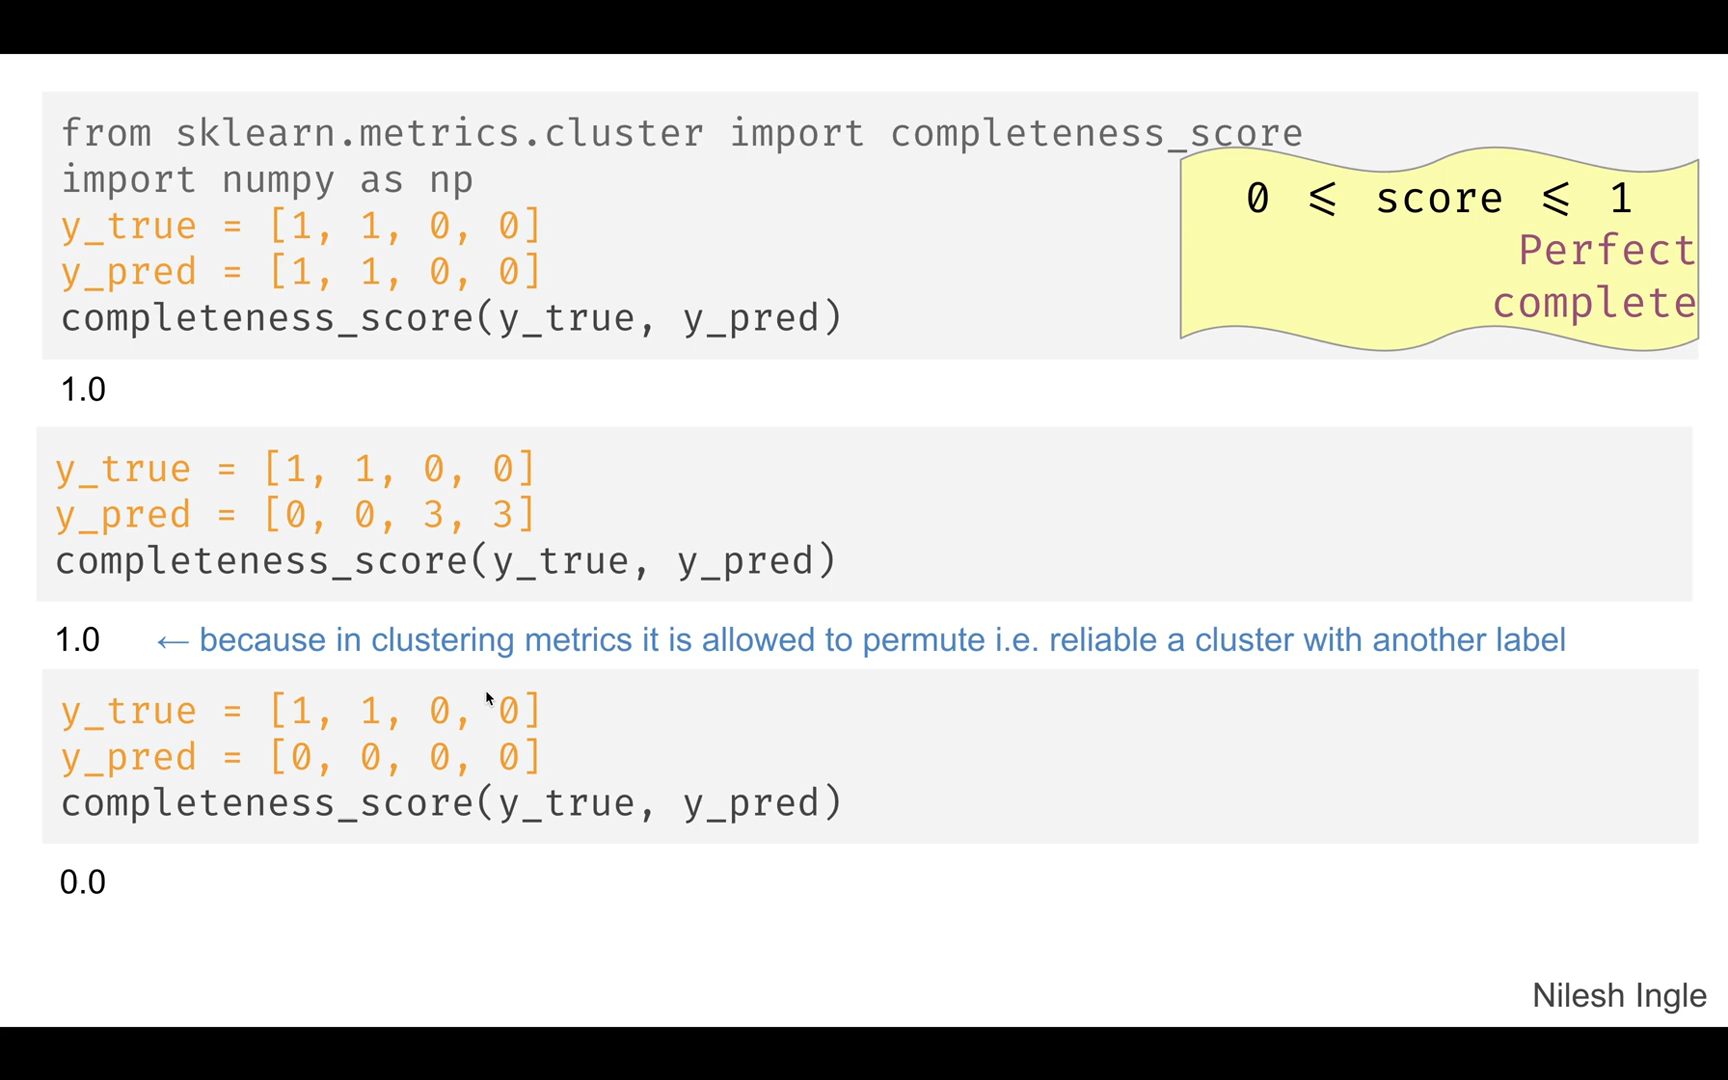 from sklearn.metrics.cluster import completeness_score
import numpy as np
y_true = [1, 1, 0, 0]
y_pred = [1, 1, 0, 0]
completeness_score(y_true, y_pred)
0 ⩽ score ⩽ 1
Perfect
complete
1.0
y_true = [1, 1, 0, 0]
y_pred = [0, 0, 3, 3]
completeness_score(y_true, y_pred)
1.0 ← because in clustering metrics it is allowed to permute i.e. reliable a cluster with another label
y_true = [1, 1, 0, 0]
y_pred = [0, 0, 0, 0]
completeness_score(y_true, y_pred)
0.0
Nilesh Ingle